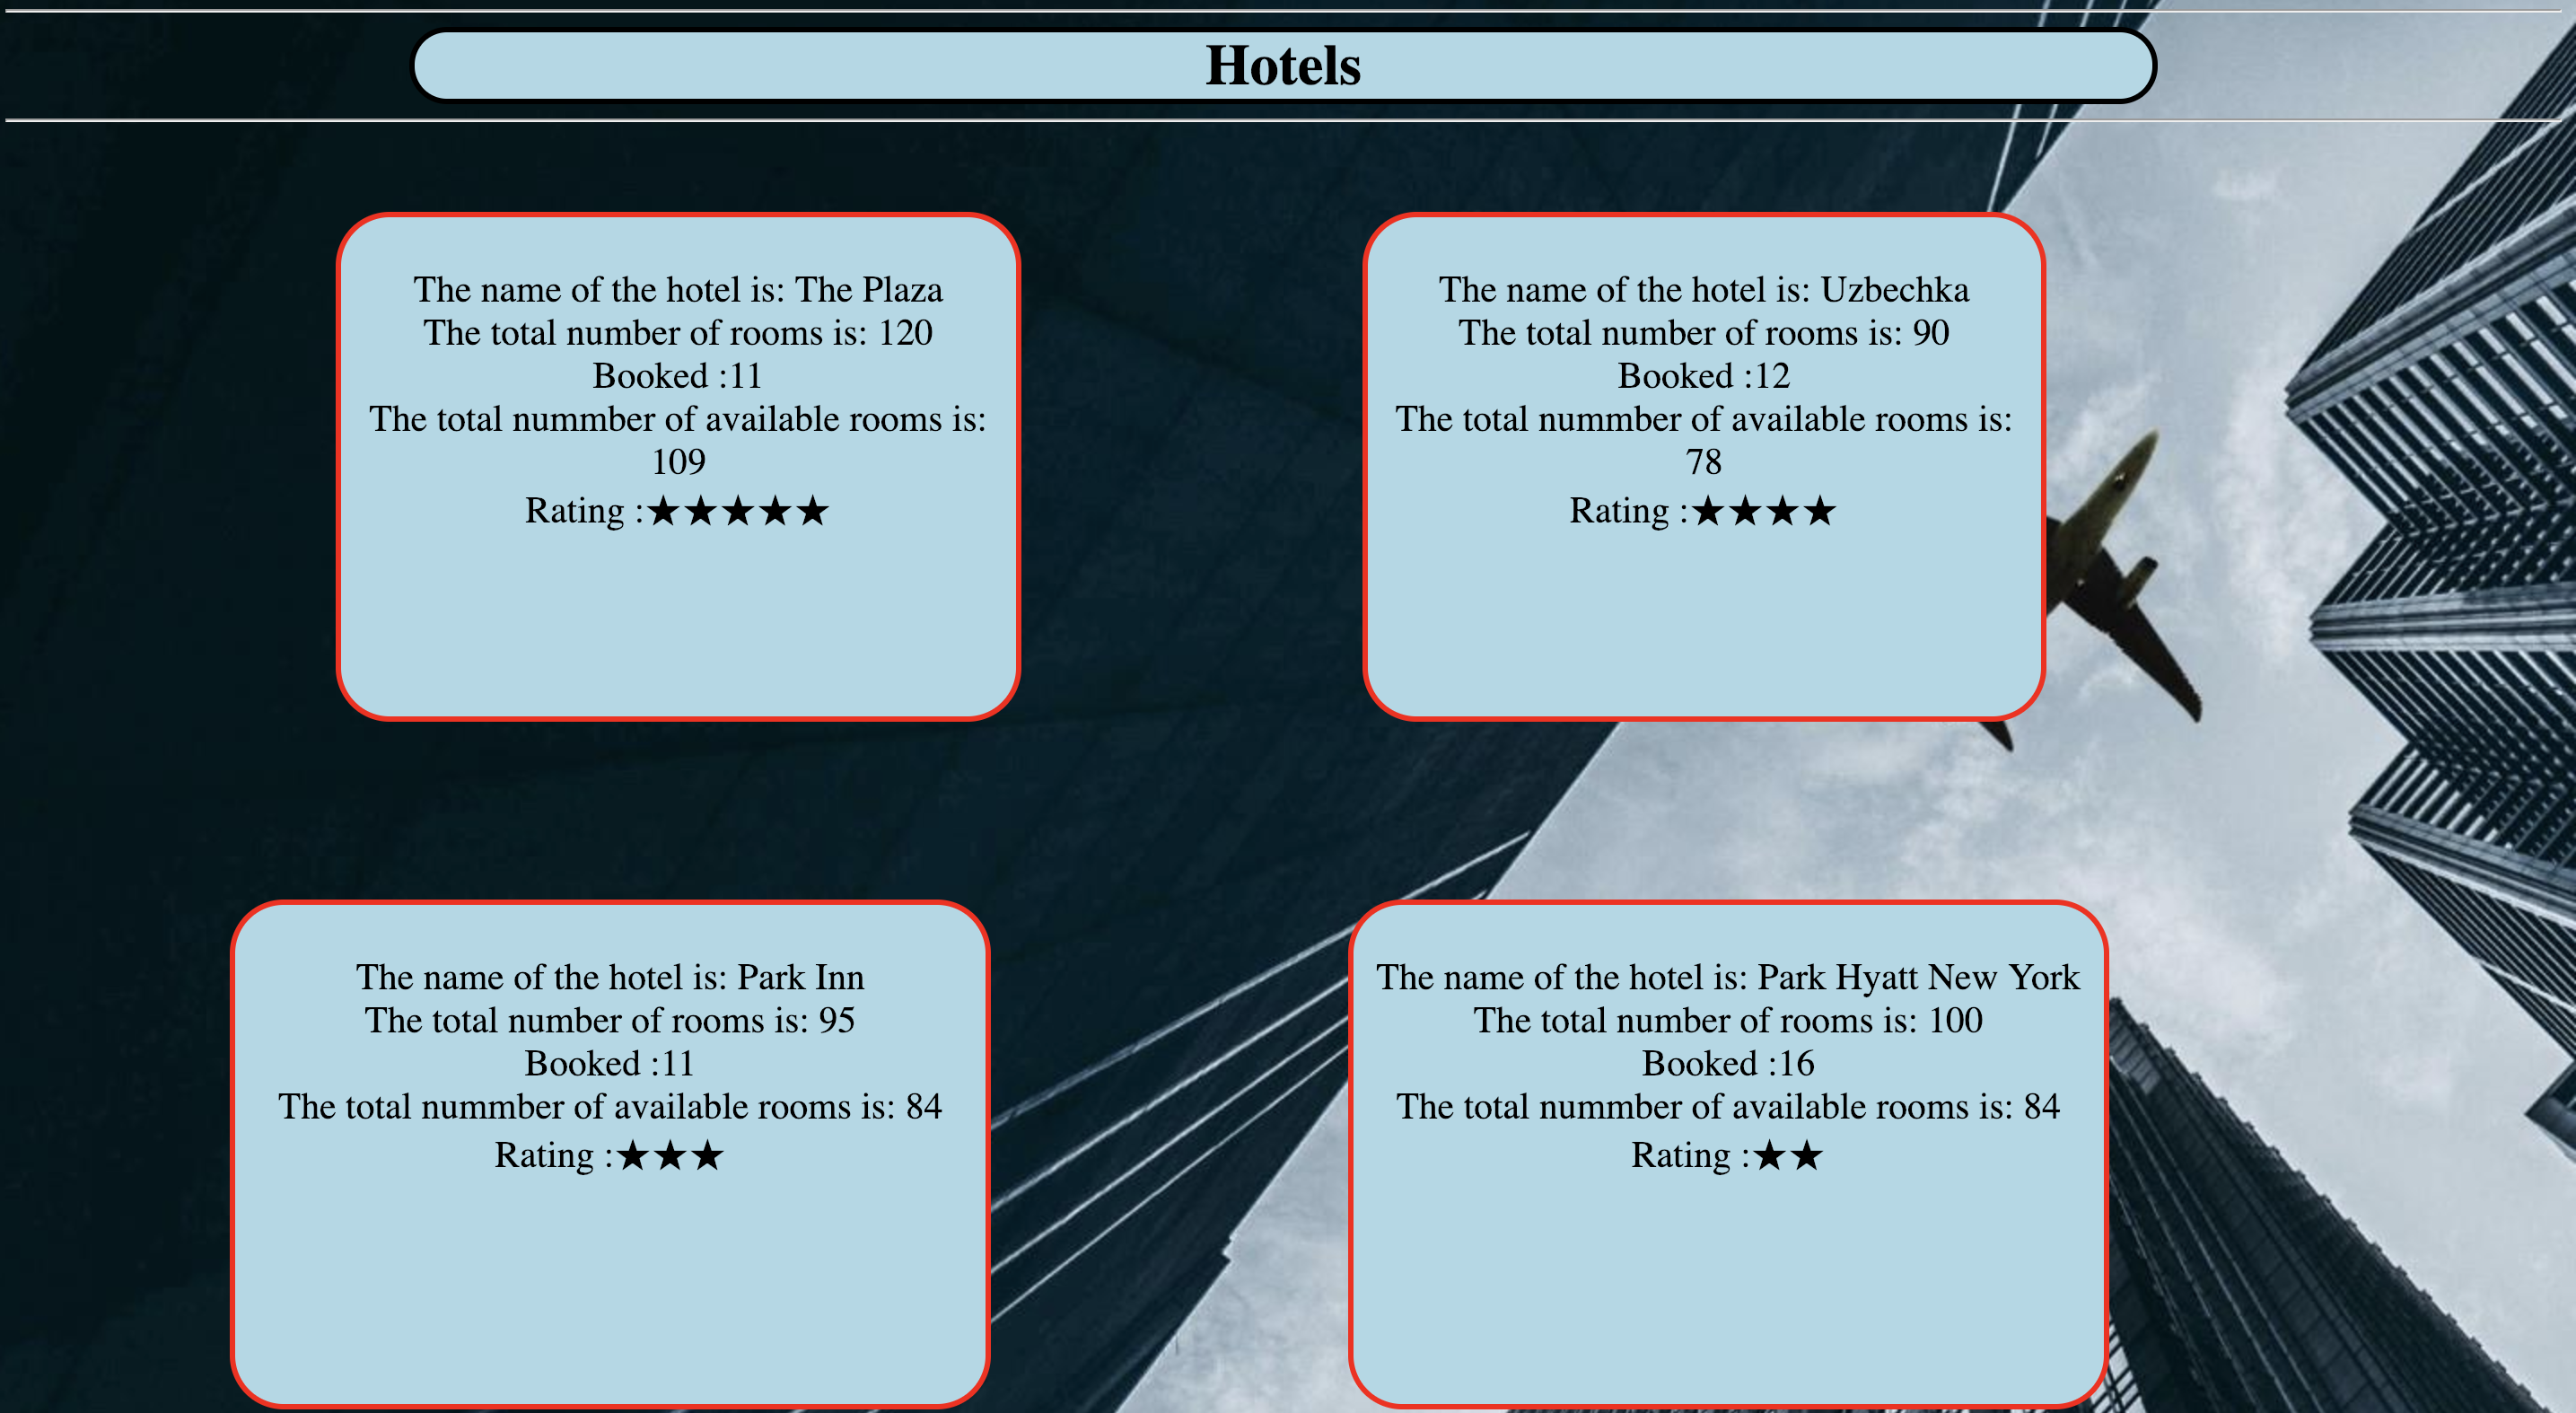 Hotels
The name of the hotel is: The Plaza
The total number of rooms is: 120
Booked :11
The total nummber of available rooms is:
109
Rating :★★★★★
The name of the hotel is: Uzbechka
The total number of rooms is: 90
Booked :12
The total nummber of available rooms is:
78
Rating :★★★★
The name of the hotel is: Park Inn
The total number of rooms is: 95
Booked :11
The total nummber of available rooms is: 84
Rating :★★★
The name of the hotel is: Park Hyatt New York
The total number of rooms is: 100
Booked :16
The total nummber of available rooms is: 84
Rating :★★